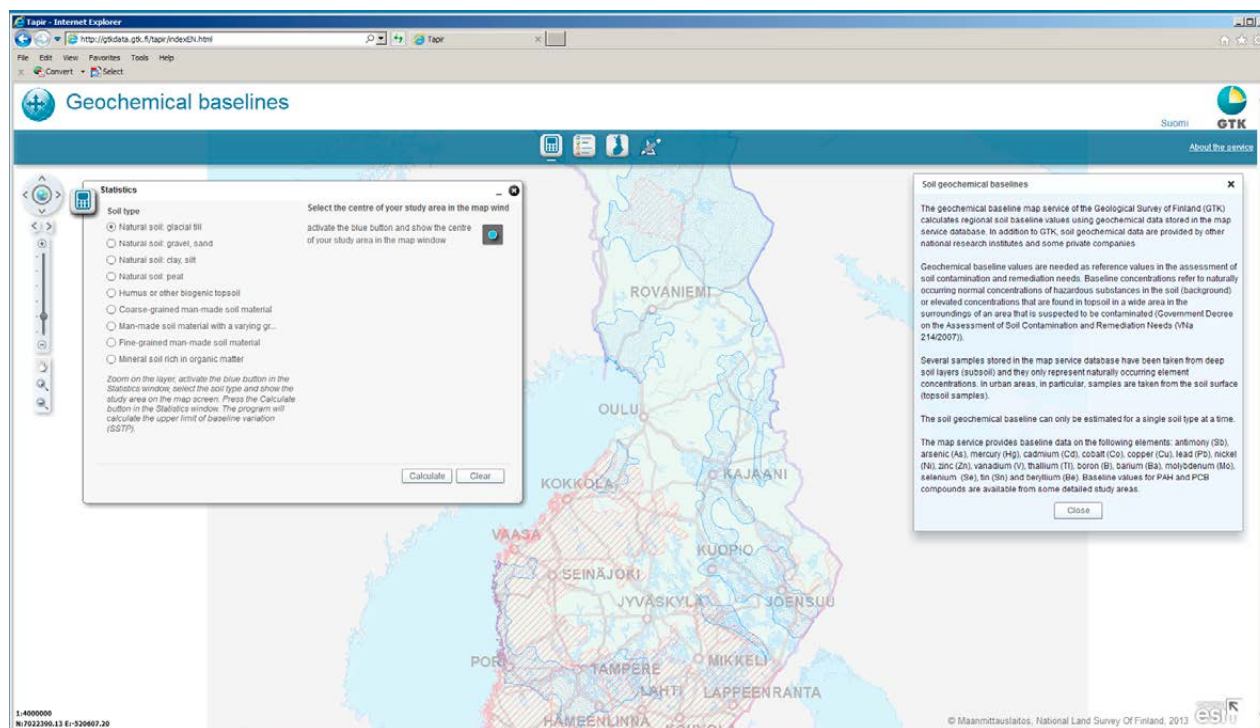 Tapir - Internet Explorer
http://gtkdata.gtk.fi/tapir/indexEN.html
Tapir
File Edit View Favorites Tools Help
x Convert Select
Geochemical baselines
Suomi
GTK
About the service
Statistics
Soil type
Natural soil: glacial till
Natural soil: gravel, sand
Natural soil: clay, silt
Natural soil: peat
Humus or other biogenic topsoil
Coarse-grained man-made soil material
Man-made soil material with a varying gr...
Fine-grained man-made soil material
Mineral soil rich in organic matter
Zoom on the layer, activate the blue button in the
Statistics window, select the soil type and show the
study area on the map screen. Press the Calculate
button in the Statistics window. The program will
calculate the upper limit of baseline variation
(SSTP).
Select the centre of your study area in the map wind
activate the blue button and show the centre
of your study area in the map window
Calculate Clear
Soil geochemical baselines
The geochemical baseline map service of the Geological Survey of Finland (GTK)
calculates regional soil baseline values using geochemical data stored in the map
service database. In addition to GTK, soil geochemical data are provided by other
national research institutes and some private companies
Geochemical baseline values are needed as reference values in the assessment of
soil contamination and remediation needs. Baseline concentrations refer to naturally
occurring normal concentrations of hazardous substances in the soil (background)
or elevated concentrations that are found in topsoil in a wide area in the
surroundings of an area that is suspected to be contaminated (Government Decree
on the Assessment of Soil Contamination and Remediation Needs (VNa
214/2007)).
Several samples stored in the map service database have been taken from deep
soil layers (subsoil) and they only represent naturally occurring element
concentrations. In urban areas, in particular, samples are taken from the soil surface
(topsoil samples).
The soil geochemical baseline can only be estimated for a single soil type at a time.
The map service provides baseline data on the following elements: antimony (Sb),
arsenic (As), mercury (Hg), cadmium (Cd), cobalt (Co), copper (Cu), lead (Pb), nickel
(Ni), zinc (Zn), vanadium (V), thallium (Tl), boron (B), barium (Ba), molybdenum (Mo),
selenium (Se), tin (Sn) and beryllium (Be). Baseline values for PAH and PCB
compounds are available from some detailed study areas.
Close
ROVANIEMI
OULU
KAJAANI
KOKKOLA
VAASA
KUOPIO
SEINÄJOKI
JYVÄSKYLÄ
JOENSUU
PORI
TAMPERE
MIKKELI
LAHTI
LAPPEENRANTA
HÄMEENLINNA
KOUVOLA
1:4000000
N:7022390.13 E:-520607.20
© Maanmittauslaitos, National Land Survey Of Finland, 2013
esri